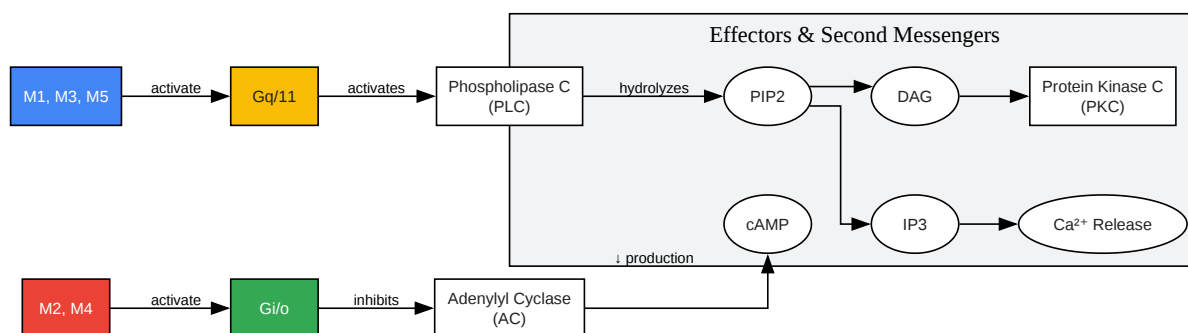 Effectors & Second Messengers
M1, M3, M5
activate
Gq/11
activates
Phospholipase C
(PLC)
hydrolyzes
PIP2
DAG
Protein Kinase C
(PKC)
cAMP
IP3
Ca²⁺ Release
↓ production
M2, M4
activate
Gi/o
inhibits
Adenylyl Cyclase
(AC)